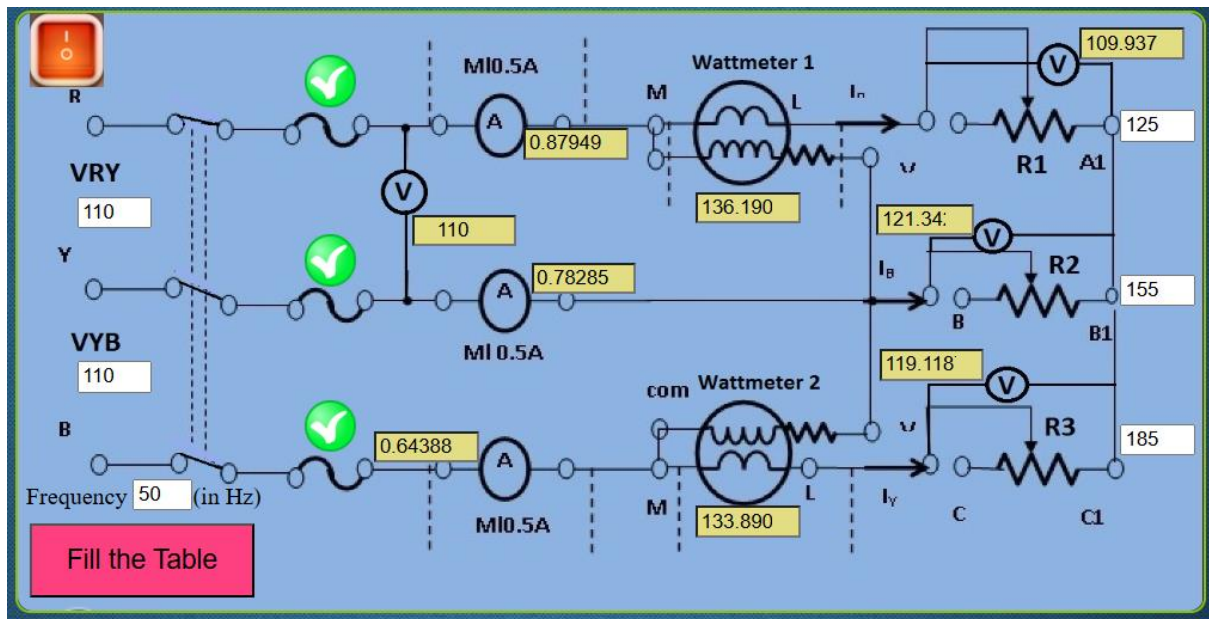 R
MI0.5A
A
0.87949
M
Wattmeter 1
L
136.190
109.937
V
R1
A1
125
VRY
110
V
110
Y
A
0.78285
MI 0.5A
121.34
V
I_B
R2
B
B1
155
VYB
110
com
Wattmeter 2
119.118
V
R3
185
B
0.64388
A
MI0.5A
M
L
133.890
I_Y
C
C1
Frequency 50 (in Hz)
Fill the Table